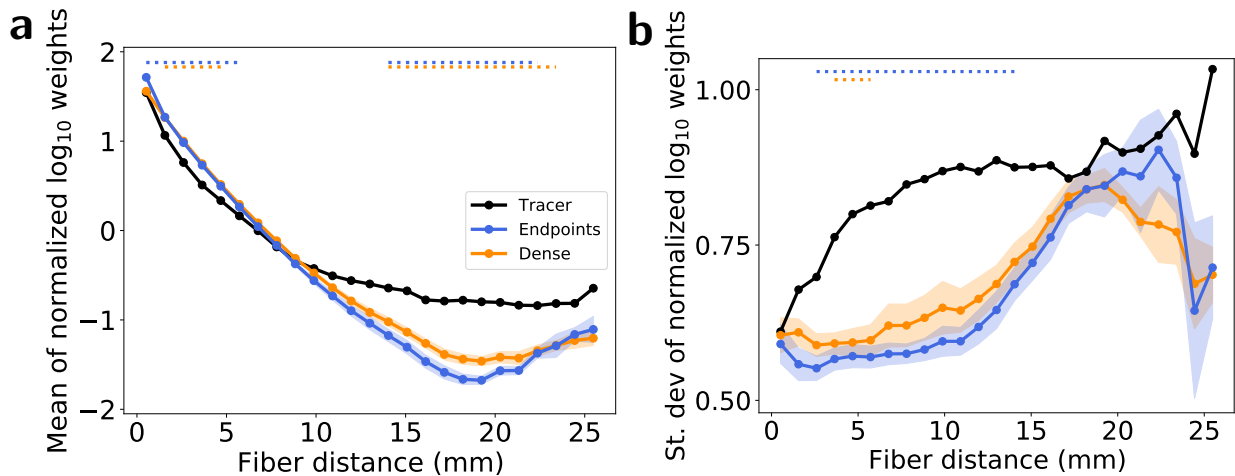 a
Mean of normalized log₁₀ weights
2
1
0
−1
−2
0
5
10
15
20
25
Fiber distance (mm)
Tracer
Endpoints
Dense
b
St. dev of normalized log₁₀ weights
1.00
0.75
0.50
0
5
10
15
20
25
Fiber distance (mm)